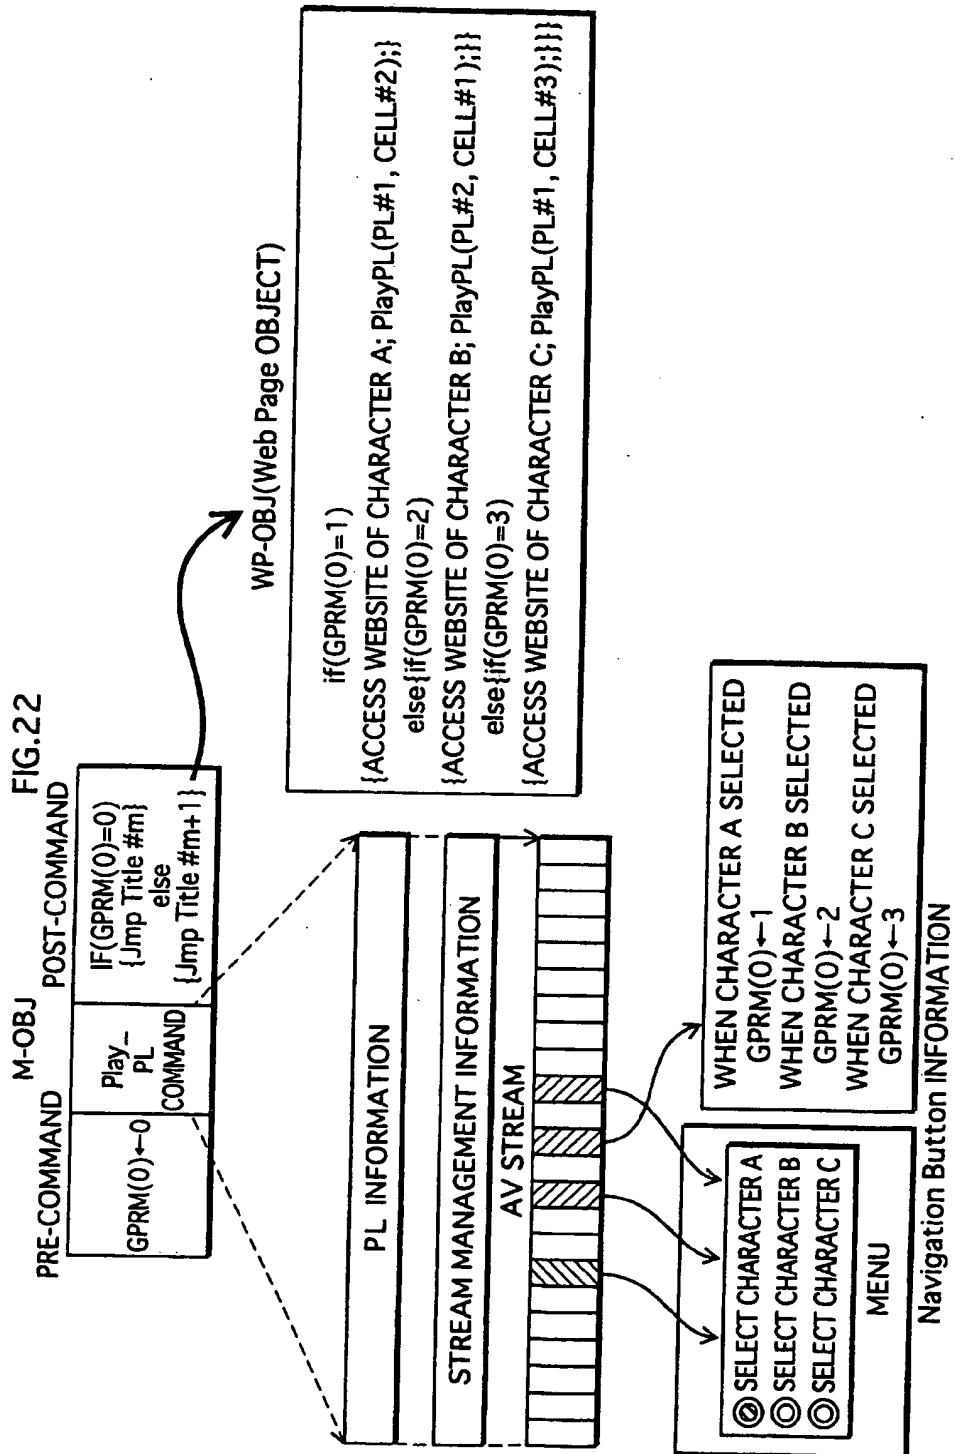 FIG.22
M-OBJ
PRE-COMMAND
POST-COMMAND
GPRM(0)←0
Play_
PL
COMMAND
IF(GPRM(0)=0)
{Jmp Title #m}
else
{Jmp Title #m+1}
WP-OBJ(Web Page OBJECT)
if(GPRM(0)=1)
{ACCESS WEBSITE OF CHARACTER A; PlayPL(PL#1, CELL#2);}
else{if(GPRM(0)=2)
{ACCESS WEBSITE OF CHARACTER B; PlayPL(PL#2, CELL#1);}}
else{if(GPRM(0)=3)
{ACCESS WEBSITE OF CHARACTER C; PlayPL(PL#1, CELL#3);}}}
PL INFORMATION
STREAM MANAGEMENT INFORMATION
AV STREAM
SELECT CHARACTER A
SELECT CHARACTER B
SELECT CHARACTER C
MENU
WHEN CHARACTER A SELECTED
GPRM(0)←1
WHEN CHARACTER B SELECTED
GPRM(0)←2
WHEN CHARACTER C SELECTED
GPRM(0)←3
Navigation Button INFORMATION